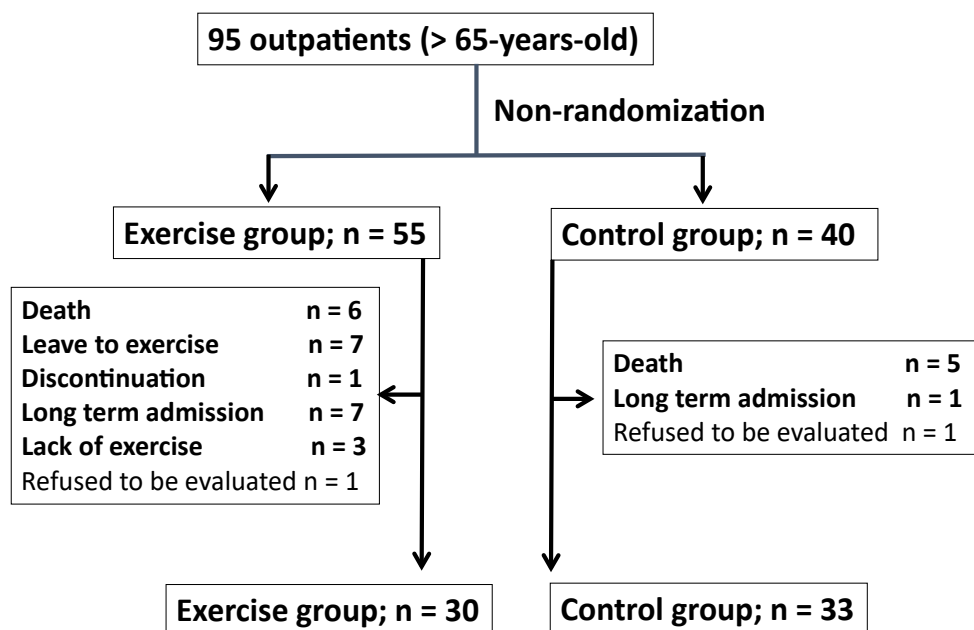 95 outpatients (> 65-years-old)
Non-randomization
Exercise group; n = 55
Control group; n = 40
Death n = 6
Leave to exercise n = 7
Discontinuation n = 1
Long term admission n = 7
Lack of exercise n = 3
Refused to be evaluated n = 1
Death n = 5
Long term admission n = 1
Refused to be evaluated n = 1
Exercise group; n = 30
Control group; n = 33